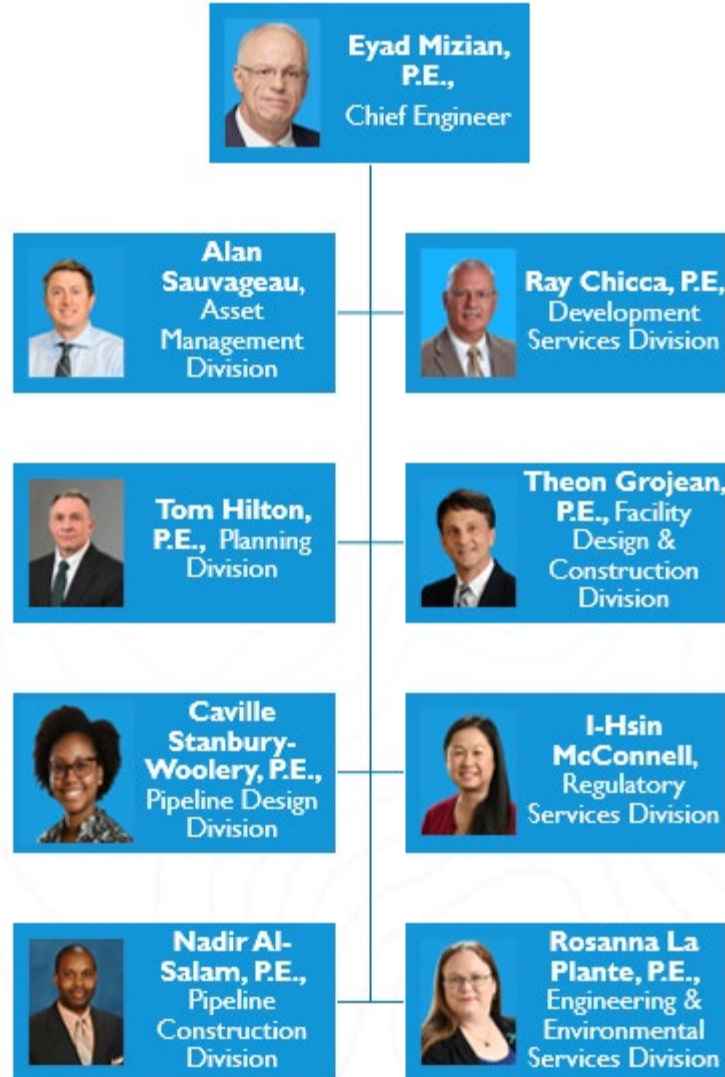 Eyad Mizian,
P.E.,
Chief Engineer
Alan
Sauvageau,
Asset
Management
Division
Ray Chicca, P.E,
Development
Services Division
Tom Hilton,
P.E., Planning
Division
Theon Grojean,
P.E., Facility
Design &
Construction
Division
Caville
Stanbury-
Woolery, P.E.,
Pipeline Design
Division
I-Hsin
McConnell,
Regulatory
Services Division
Nadir Al-
Salam, P.E.,
Pipeline
Construction
Division
Rosanna La
Plante, P.E.,
Engineering &
Environmental
Services Division